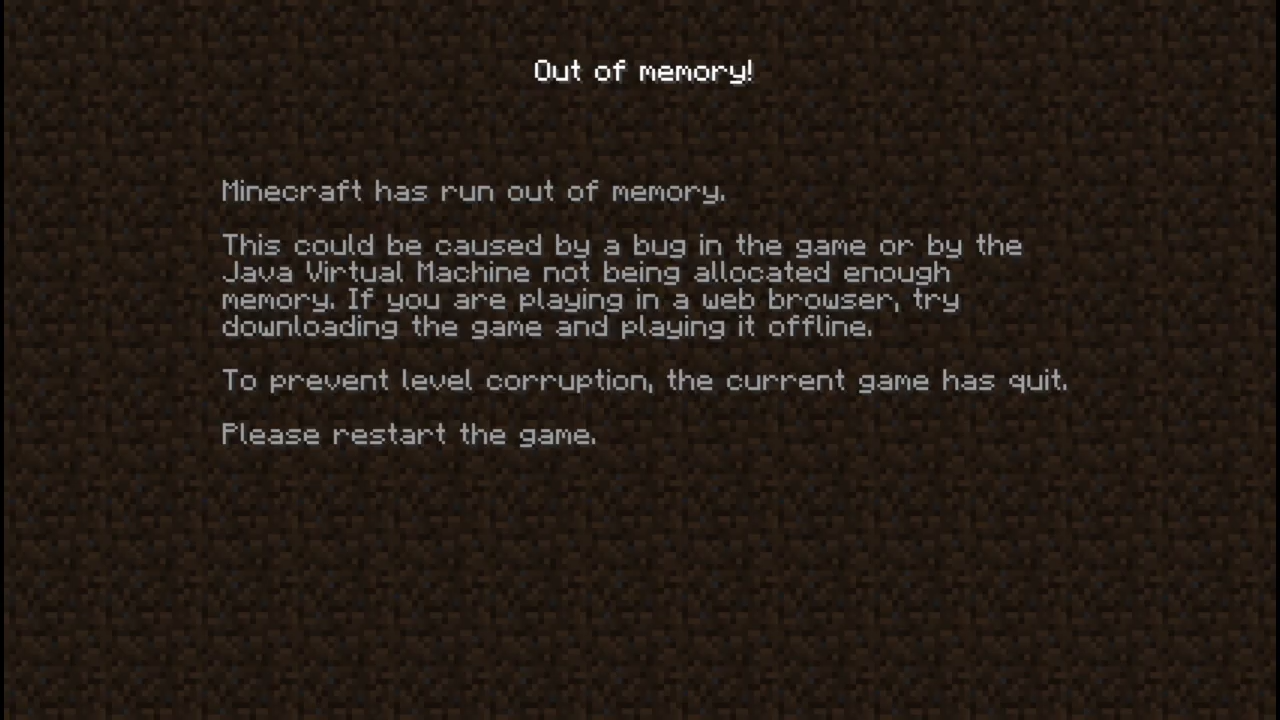 Out of memory!
Minecraft has run out of memory.
This could be caused by a bug in the game or by the
Java Virtual Machine not being allocated enough
memory. If you are playing in a web browser, try
downloading the game and playing it offline.
To prevent level corruption, the current game has quit.
Please restart the game.